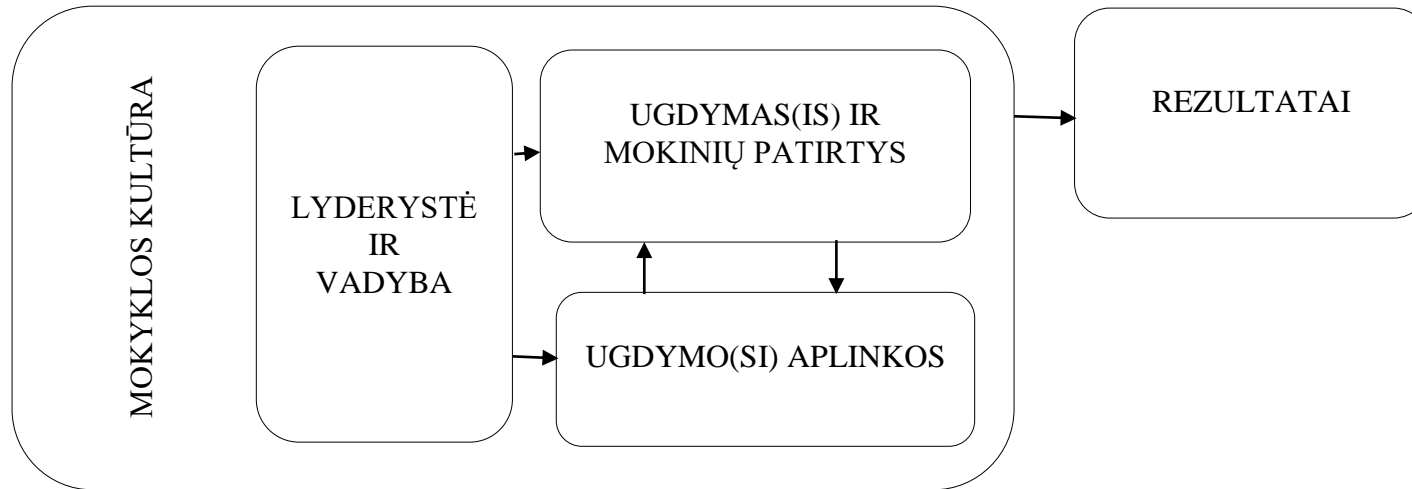 MOKYKLOS KULTŪRA
LYDERYSTĖ
IR
VADYBA
UGDYMAS(IS) IR
MOKINIŲ PATIRTYS
UGDYMO(SI) APLINKOS
REZULTATAI